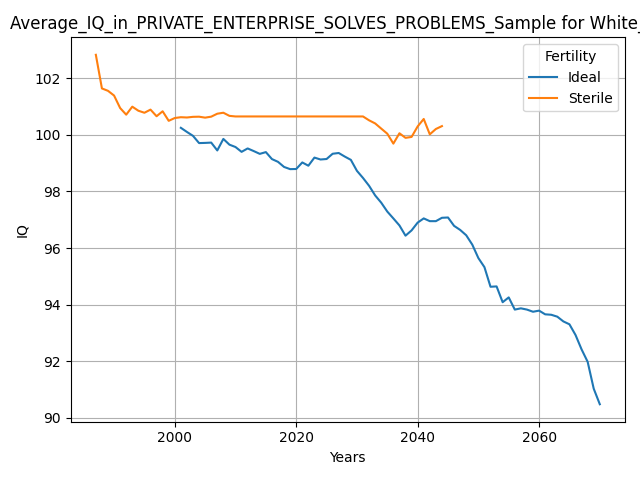 Average_IQ_in_PRIVATE_ENTERPRISE_SOLVES_PROBLEMS_Sample for White_
Fertility
Ideal
Sterile
102
100
98
96
94
92
90
IQ
2000
2020
2040
2060
Years